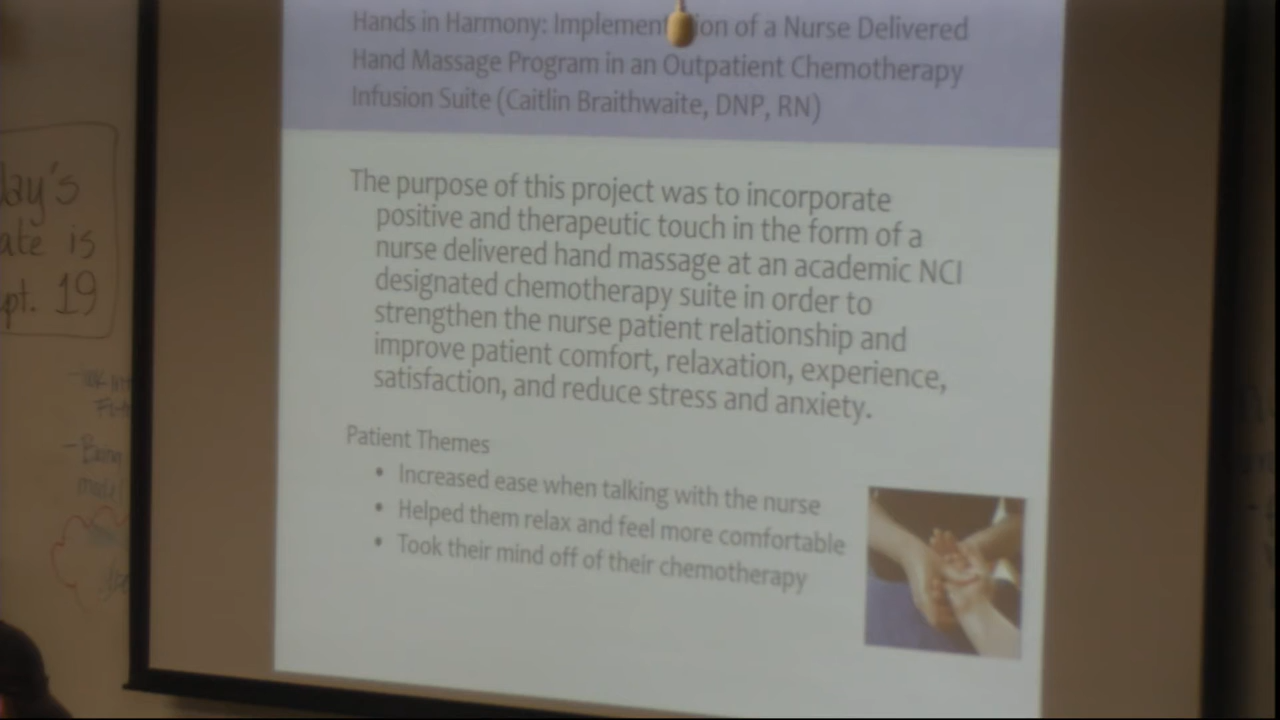 Hands in Harmony: Implemen ion of a Nurse Delivered
Hand Massage Program in an Outpatient Chemotherapy
Infusion Suite (Caitlin Braithwaite, DNP, RN)
The purpose of this project was to incorporate
positive and therapeutic touch in the form of a
nurse delivered hand massage at an academic NCI
designated chemotherapy suite in order to
strengthen the nurse patient relationship and
improve patient comfort, relaxation, experience,
satisfaction, and reduce stress and anxiety.
Patient Themes
• Increased ease when talking with the nurse
• Helped them relax and feel more comfortable
• Took their mind off of their chemotherapy
day's
ate is
pt. 19